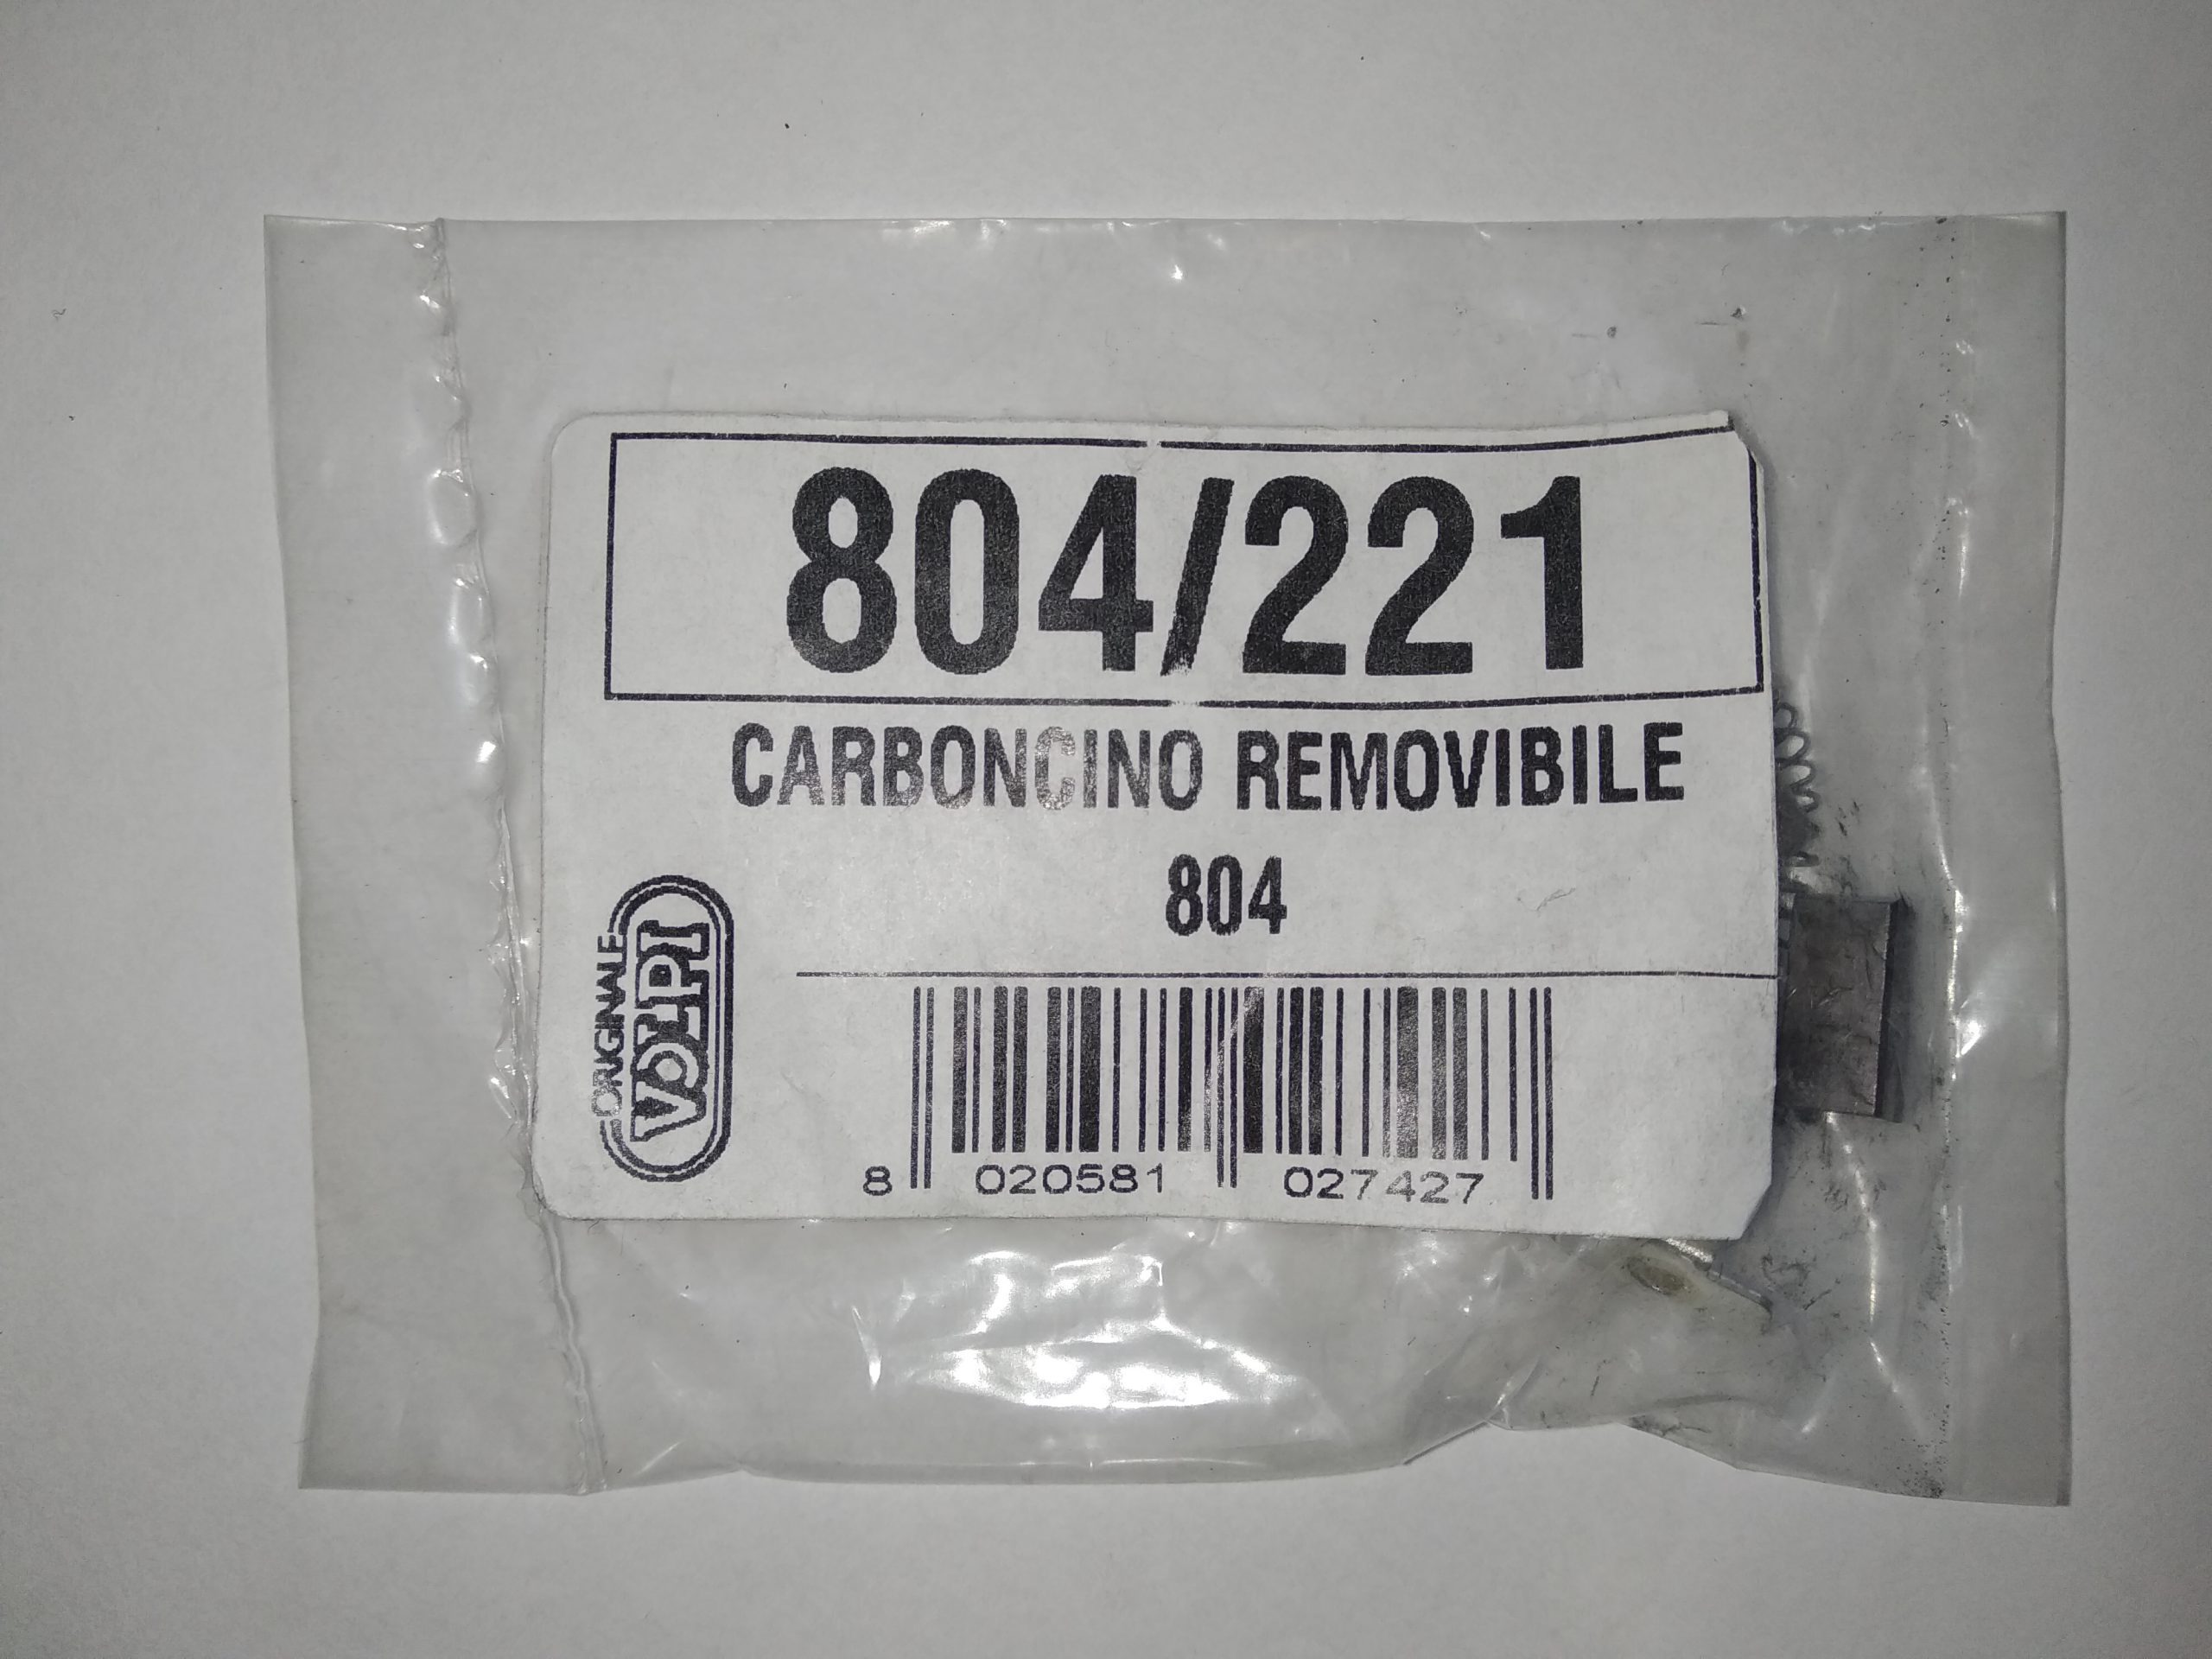 804/221
CARBONCINO REMOVIBILE
804
ORIGINALE
VOLPI
8 020581 027427